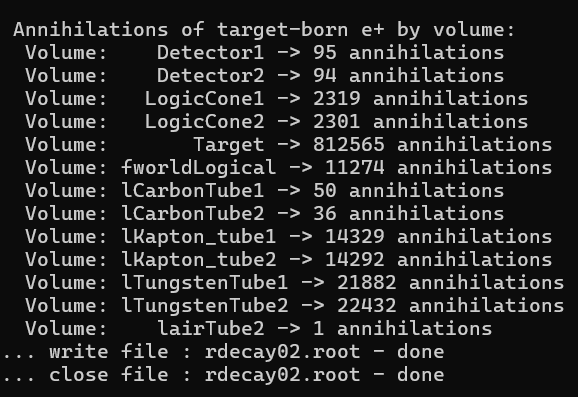 Annihilations of target-born e+ by volume:
Volume: Detector1 -> 95 annihilations
Volume: Detector2 -> 94 annihilations
Volume: LogicCone1 -> 2319 annihilations
Volume: LogicCone2 -> 2301 annihilations
Volume: Target -> 812565 annihilations
Volume: fworldLogical -> 11274 annihilations
Volume: lCarbonTube1 -> 50 annihilations
Volume: lCarbonTube2 -> 36 annihilations
Volume: lKapton_tube1 -> 14329 annihilations
Volume: lKapton_tube2 -> 14292 annihilations
Volume: lTungstenTube1 -> 21882 annihilations
Volume: lTungstenTube2 -> 22432 annihilations
Volume: lairTube2 -> 1 annihilations
... write file : rdecay02.root - done
... close file : rdecay02.root - done